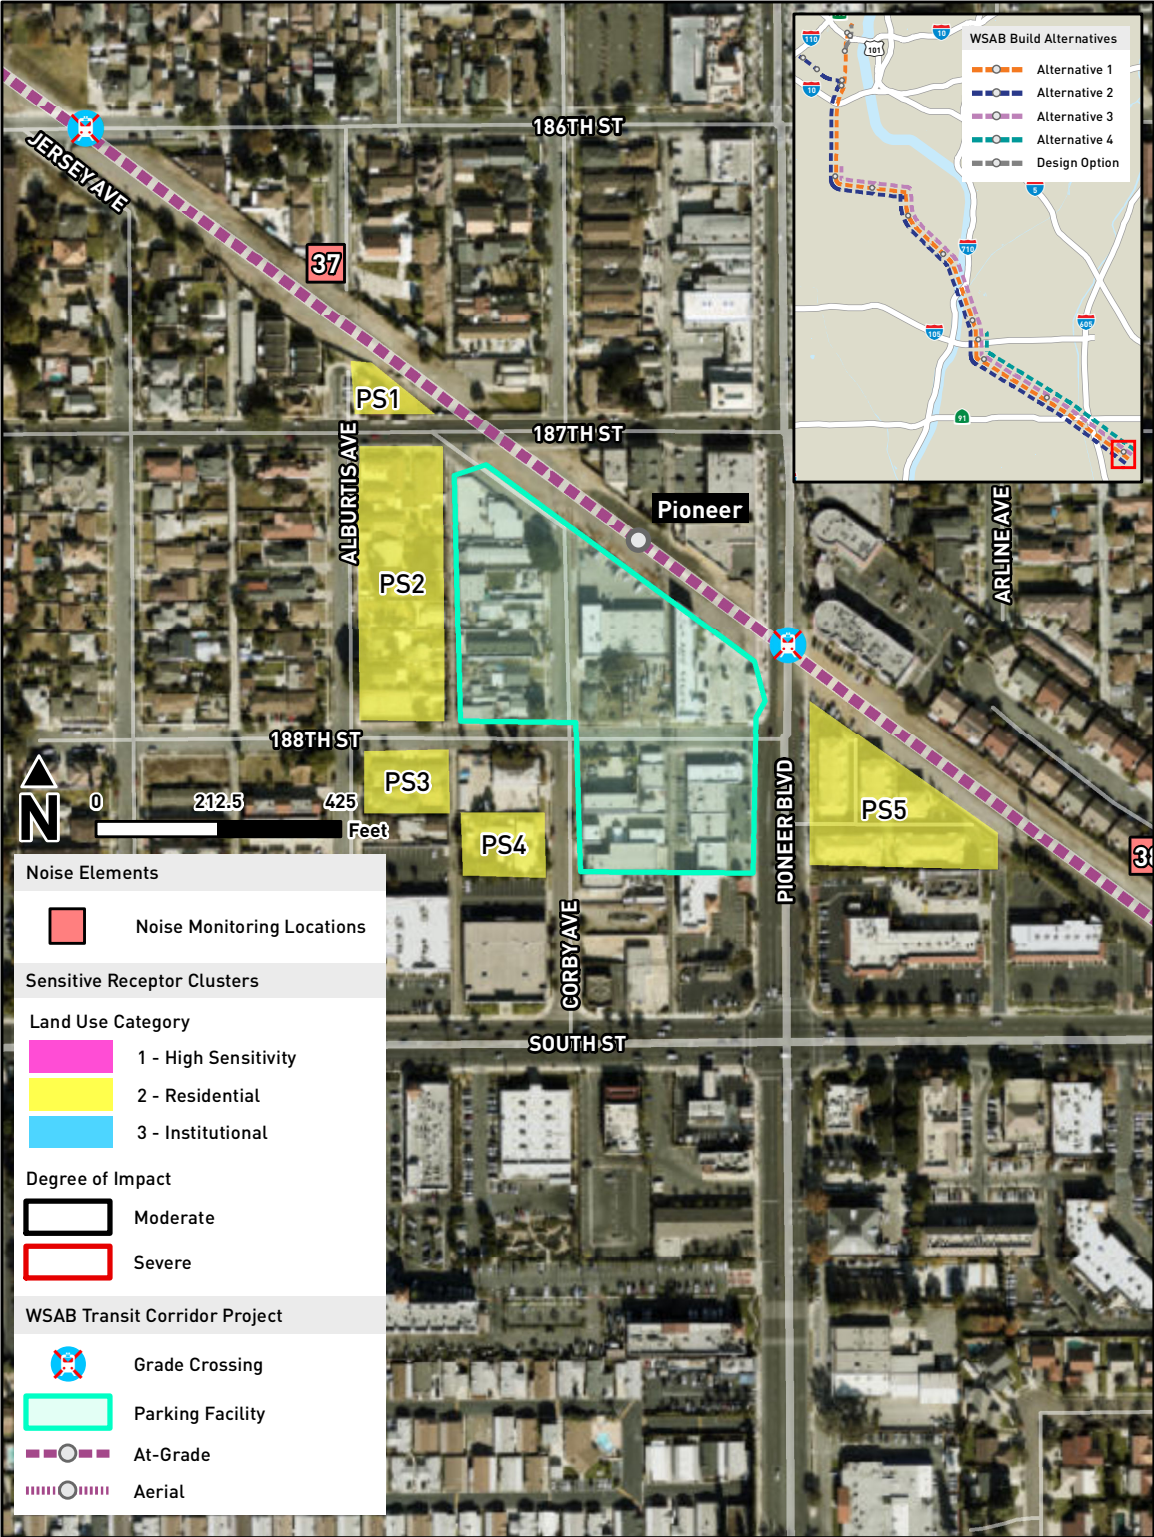 WSAB Build Alternatives
Alternative 1
Alternative 2
Alternative 3
Alternative 4
Design Option
110
10
101
10
5
710
105
605
91
186TH ST
JERSEY AVE
37
PS1
187TH ST
ALBURTIS AVE
Pioneer
ARLINE AVE
PS2
188TH ST
PS3
PS4
PS5
PIONEER BLVD
CORBY AVE
SOUTH ST
N
0 212.5 425
Feet
Noise Elements
Noise Monitoring Locations
Sensitive Receptor Clusters
Land Use Category
1 - High Sensitivity
2 - Residential
3 - Institutional
Degree of Impact
Moderate
Severe
WSAB Transit Corridor Project
Grade Crossing
Parking Facility
At-Grade
Aerial